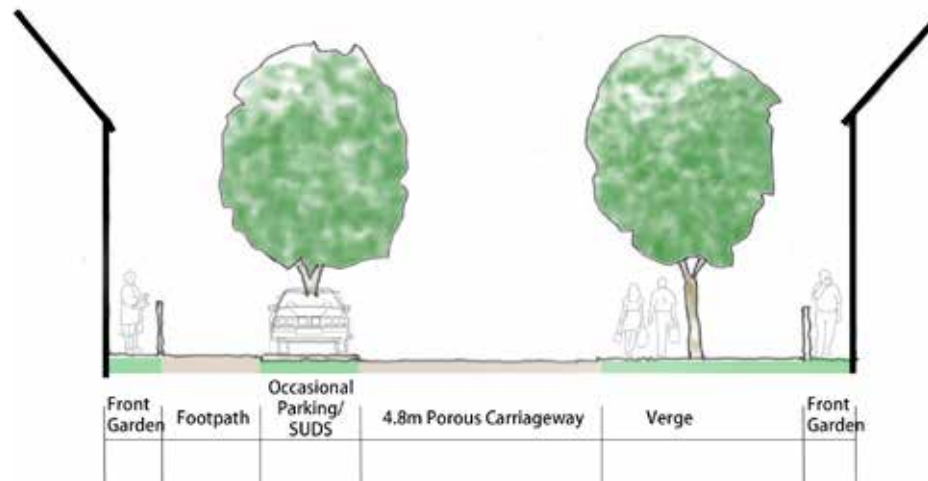 Front
Garden
Footpath
Occasional
Parking/
SUDS
4.8m Porous Carriageway
Verge
Front
Garden